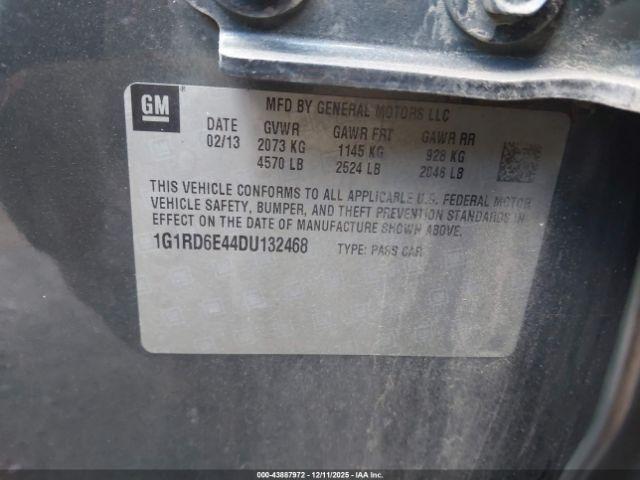 GM
MFD BY GENERAL MOTORS LLC
DATE GVWR GAWR FRT GAWR RR
02/13 2073 KG 1145 KG 928 KG
4570 LB 2524 LB 2046 LB
THIS VEHICLE CONFORMS TO ALL APPLICABLE U.S. FEDERAL MOTOR
VEHICLE SAFETY, BUMPER, AND THEFT PREVENTION STANDARDS IN
EFFECT ON THE DATE OF MANUFACTURE SHOWN ABOVE.
1G1RD6E44DU132468 TYPE: PASS CAR
000-43887972 • 12/11/2025 • IAAI.COM